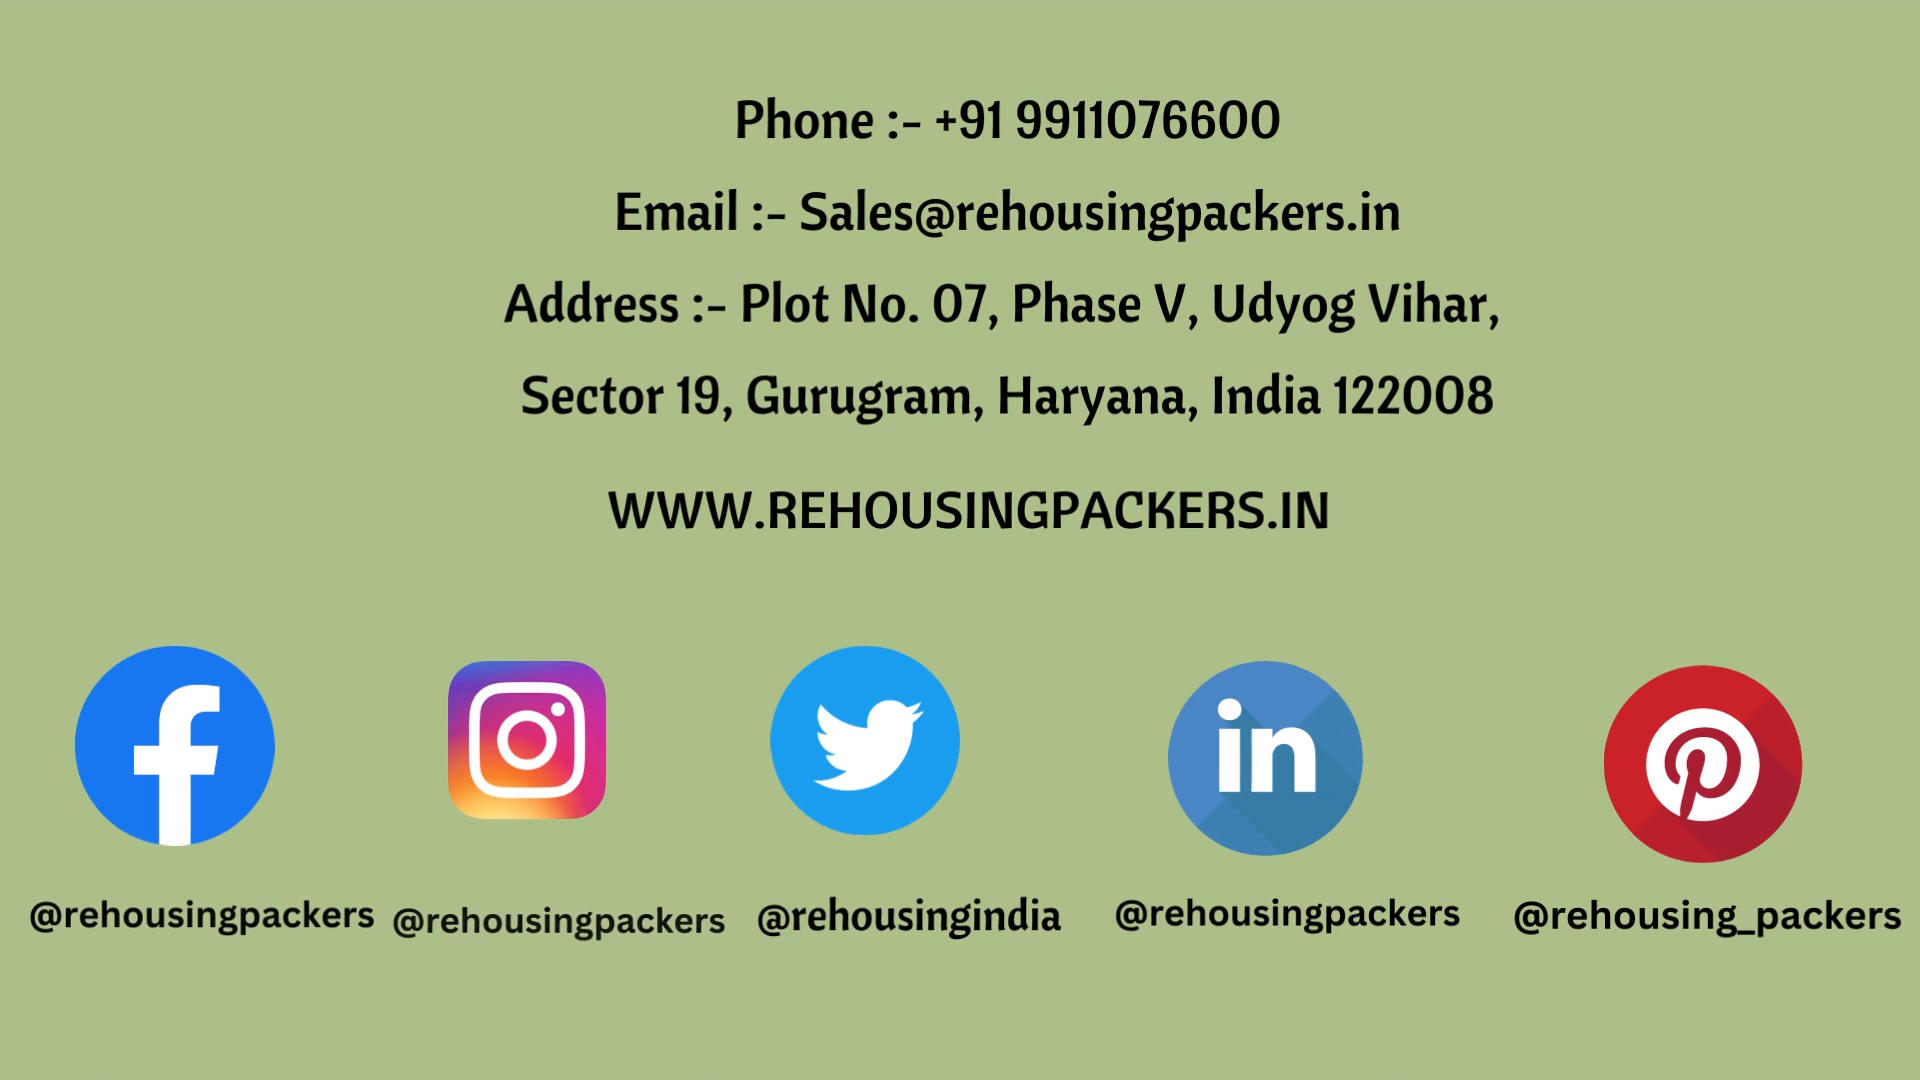 Phone :- +91 9911076600
Email :- Sales@rehousingpackers.in
Address :- Plot No. 07, Phase V, Udyog Vihar,
Sector 19, Gurugram, Haryana, India 122008
WWW.REHOUSINGPACKERS.IN
in
@rehousingpackers
@rehousingpackers
@rehousingindia
@rehousingpackers
@rehousing_packers